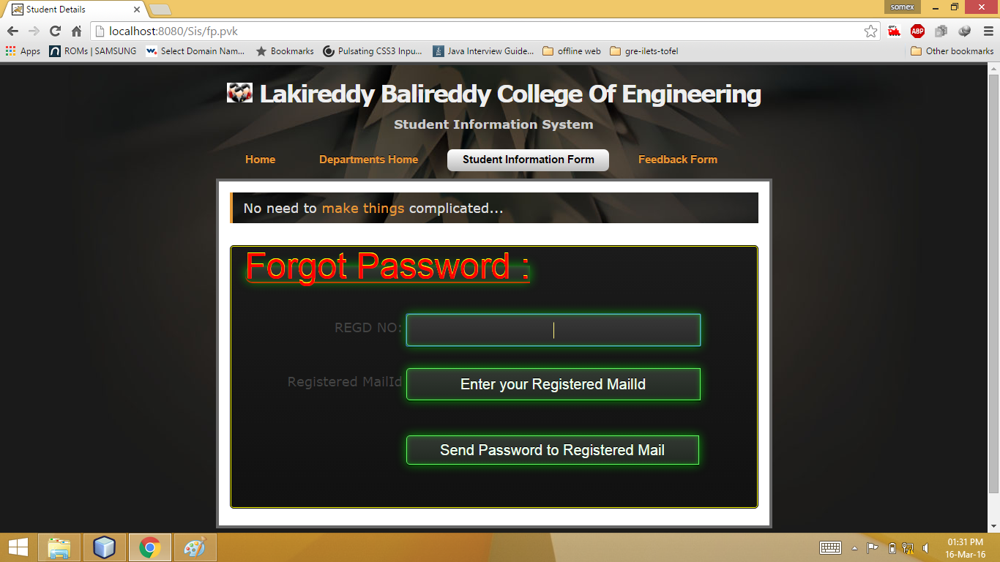 Student Details
somex
localhost:8080/Sis/fp.pvk
ABP
Apps ROMs | SAMSUNG Select Domain Nam... Bookmarks Pulsating CSS3 Inpu... Java Interview Guide... offline web gre-ilets-tofel Other bookmarks
Lakireddy Balireddy College Of Engineering
Student Information System
Home Departments Home Student Information Form Feedback Form
No need to make things complicated...
Forgot Password :
REGD NO:
Registered MailId Enter your Registered MailId
Send Password to Registered Mail
01:31 PM
16-Mar-16